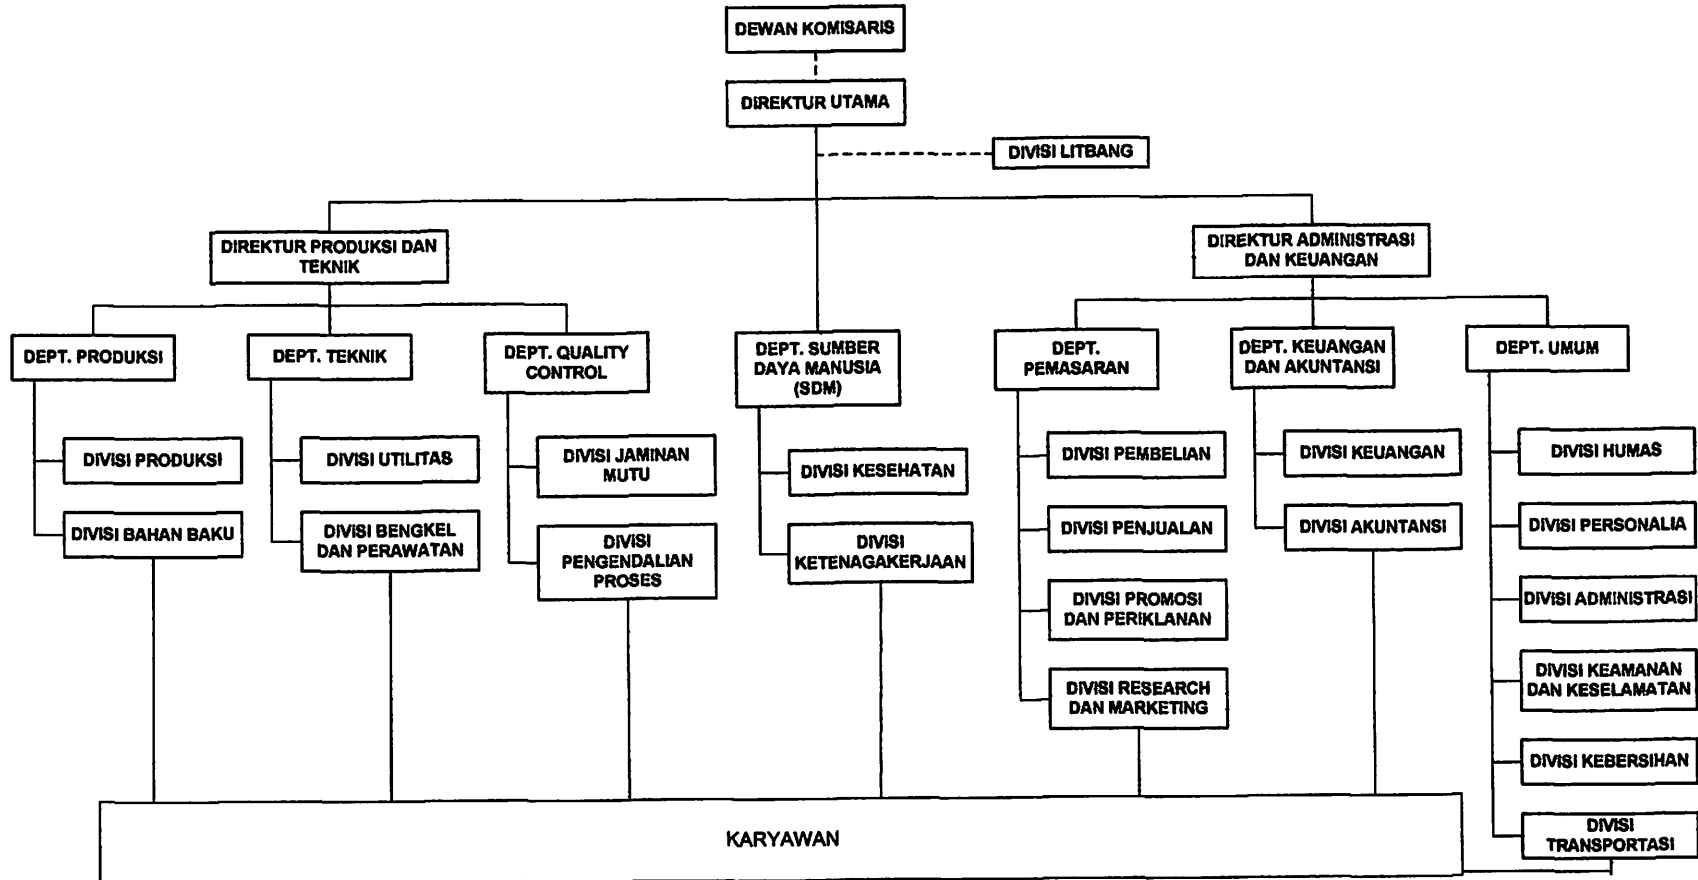 DEWAN KOMISARIS
DIREKTUR UTAMA
DIVISI LITBANG
DIREKTUR PRODUKSI DAN
TEKNIK
DIREKTUR ADMINISTRASI
DAN KEUANGAN
DEPT. PRODUKSI
DEPT. TEKNIK
DEPT. QUALITY
CONTROL
DEPT. SUMBER
DAYA MANUSIA
(SDM)
DEPT.
PEMASARAN
DEPT. KEUANGAN
DAN AKUNTANSI
DEPT. UMUM
DIVISI PRODUKSI
DIVISI BAHAN BAKU
DIVISI UTILITAS
DIVISI BENGKEL
DAN PERAWATAN
DIVISI JAMINAN
MUTU
DIVISI
PENGENDALIAN
PROSES
DIVISI KESEHATAN
DIVISI
KETENAGAKERJAAN
DIVISI PEMBELIAN
DIVISI PENJUALAN
DIVISI PROMOSI
DAN PERIKLANAN
DIVISI RESEARCH
DAN MARKETING
DIVISI KEUANGAN
DIVISI AKUNTANSI
DIVISI HUMAS
DIVISI PERSONALIA
DIVISI ADMINISTRASI
DIVISI KEAMANAN
DAN KESELAMATAN
DIVISI KEBERSIHAN
DIVISI
TRANSPORTASI
KARYAWAN